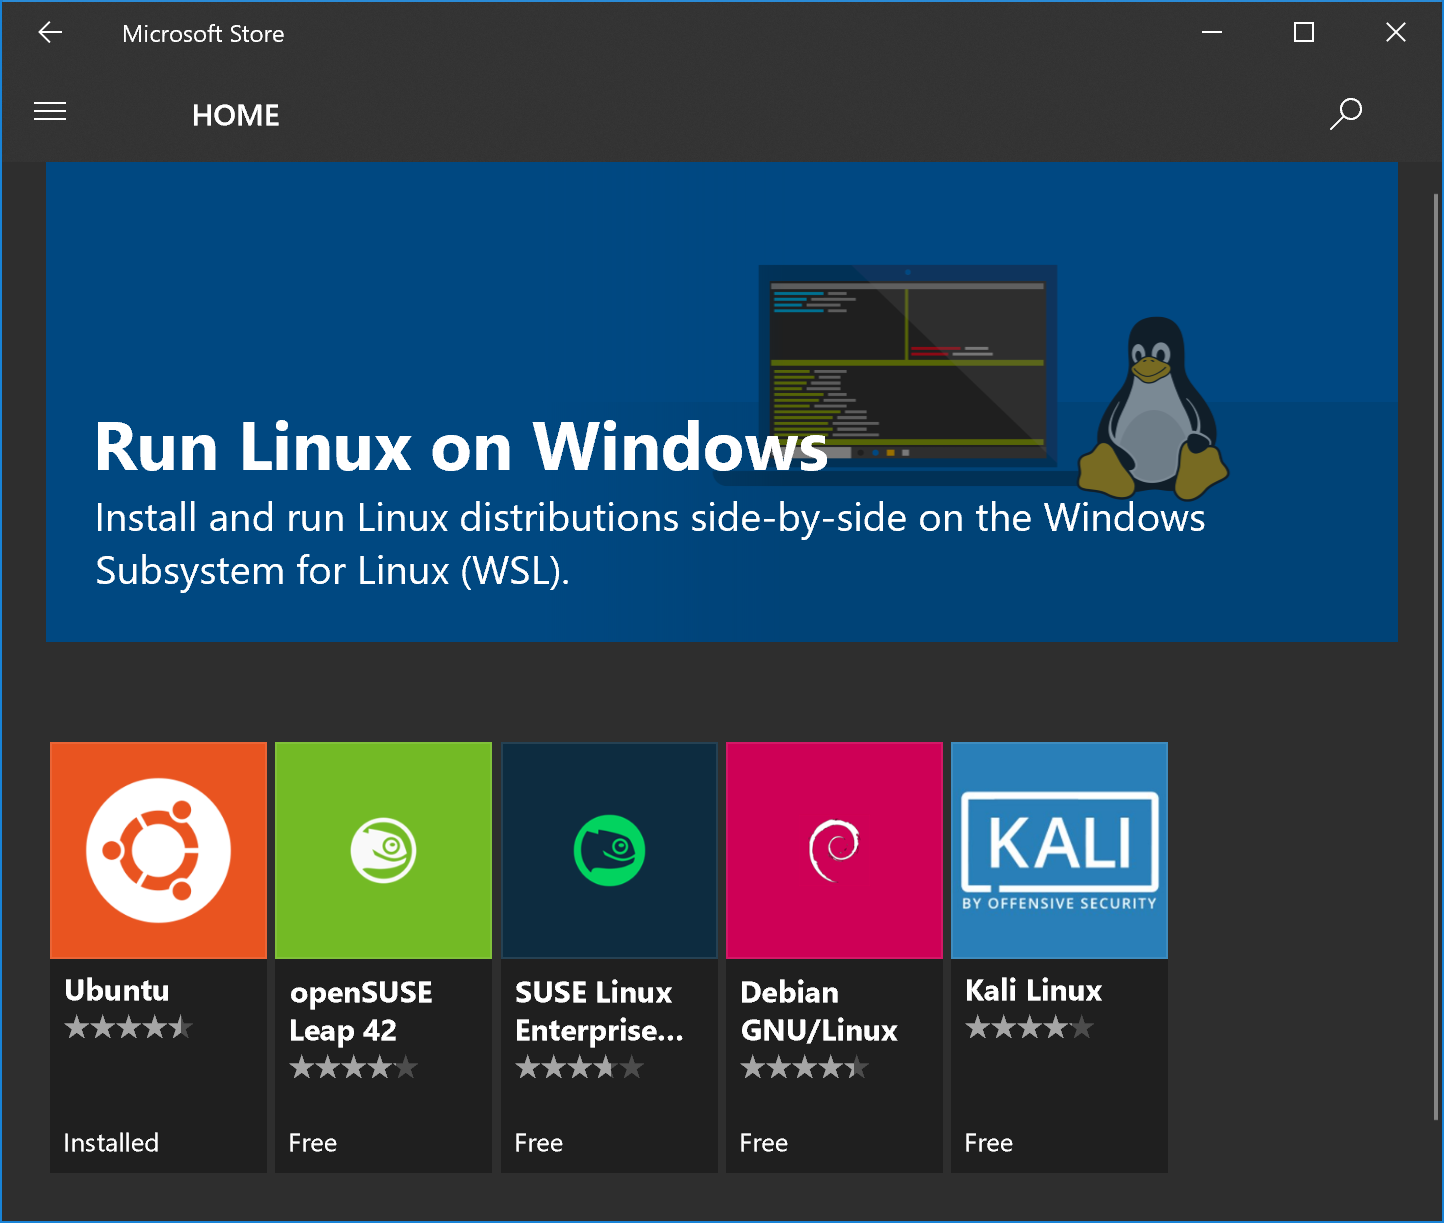 Microsoft Store
HOME
Run Linux on Windows
Install and run Linux distributions side-by-side on the Windows
Subsystem for Linux (WSL).
KALI
BY OFFENSIVE SECURITY
Ubuntu
Installed
openSUSE
Leap 42
Free
SUSE Linux
Enterprise...
Free
Debian
GNU/Linux
Free
Kali Linux
Free